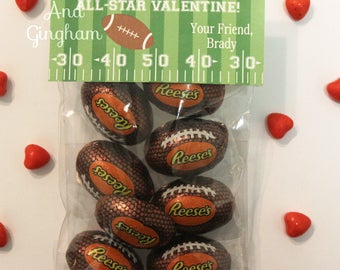 And
Gingham
ALL-STAR VALENTINE!
Your Friend,
Brady
-30 -40 50 40- 30-
Reese's
Reese's
Reese's
Reese's
Reese's
Reese's
Reese's
Reese's